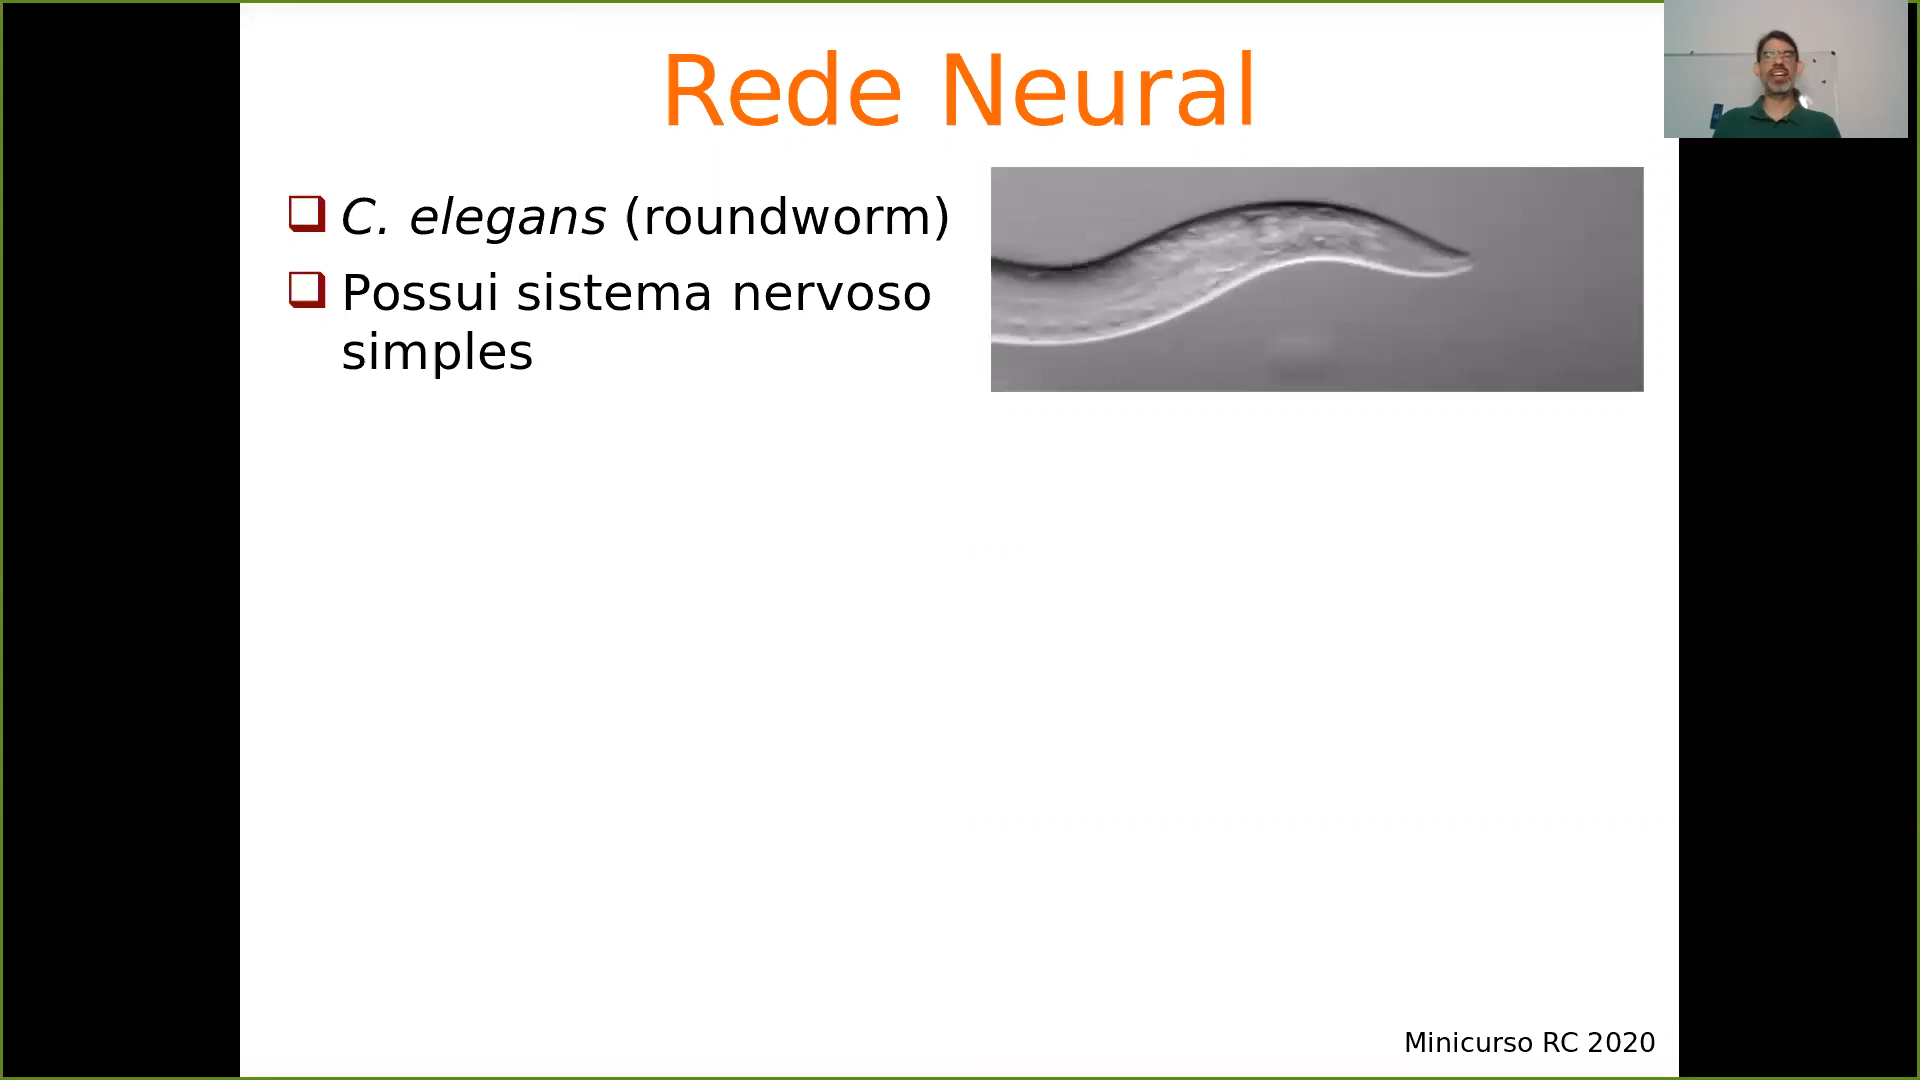 Rede Neural
C. elegans (roundworm)
Possui sistema nervoso
simples
Minicurso RC 2020